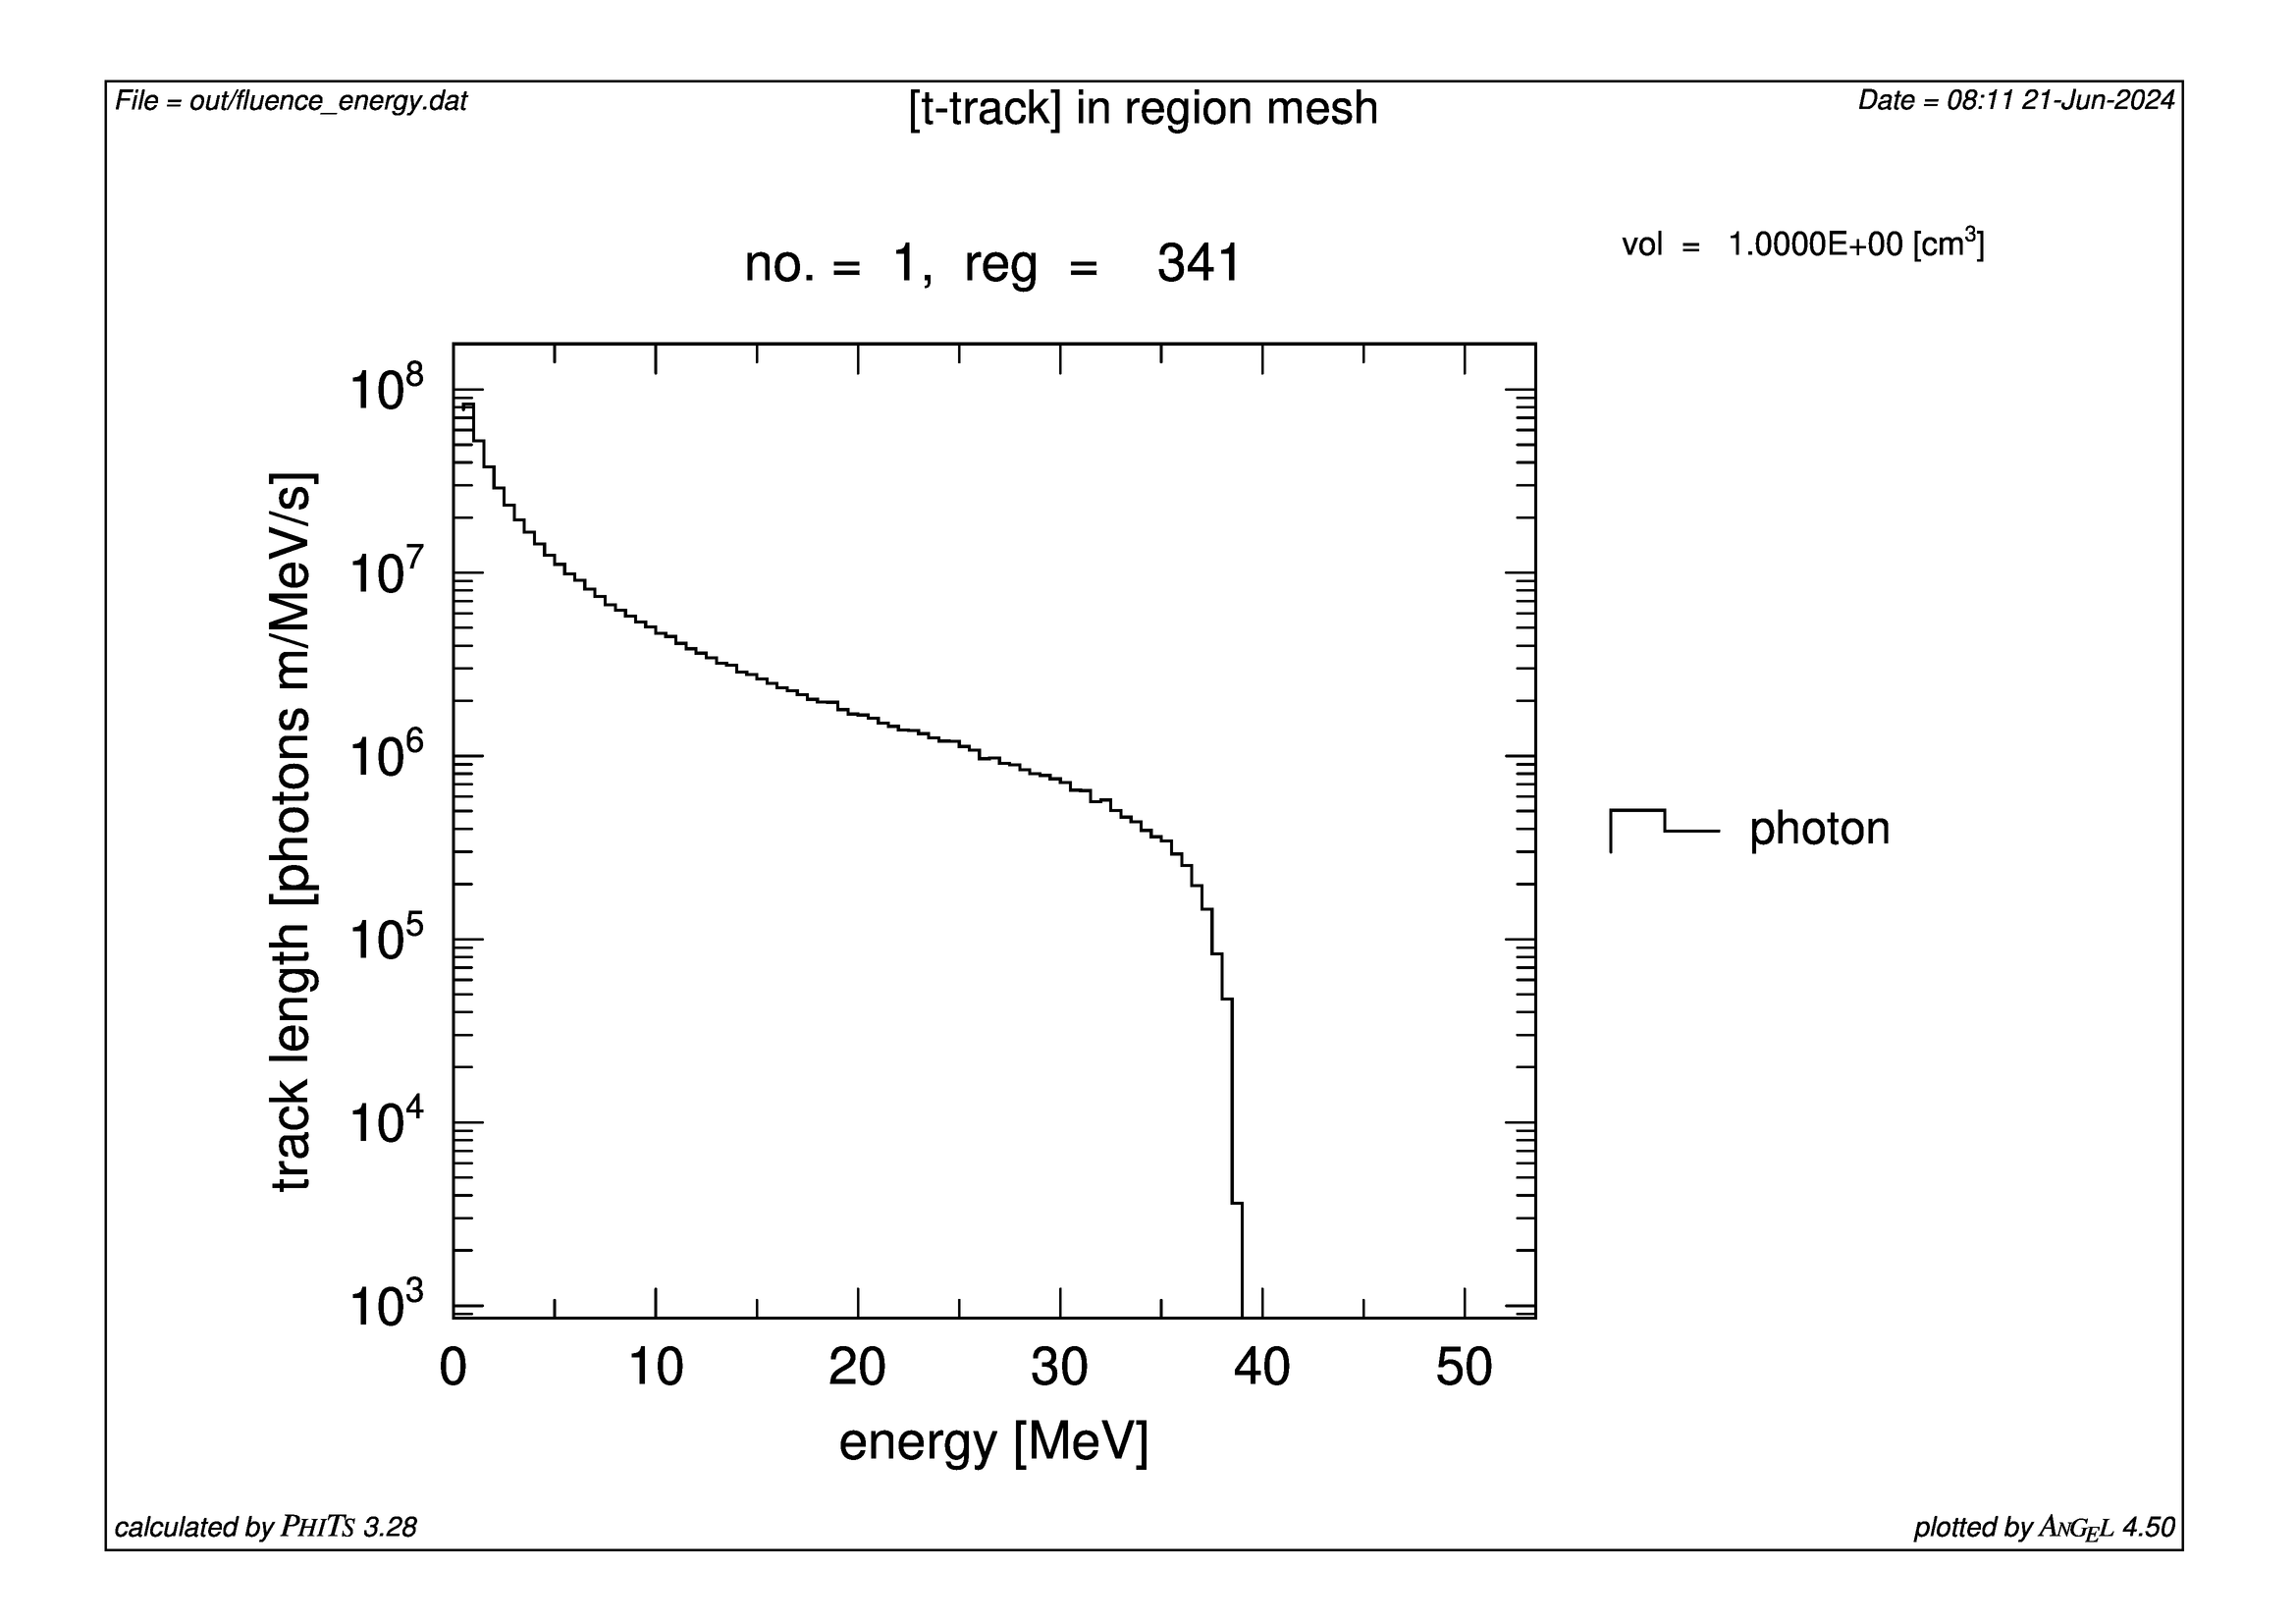 File = out/fluence_energy.dat
[t-track] in region mesh
Date = 08:11 21-Jun-2024
no. = 1, reg = 341
vol = 1.0000E+00 [cm³]
track length [photons m/MeV/s]
10⁸
10⁷
10⁶
10⁵
10⁴
10³
photon
0 10 20 30 40 50
energy [MeV]
calculated by PHITS 3.28
plotted by ANGEL 4.50